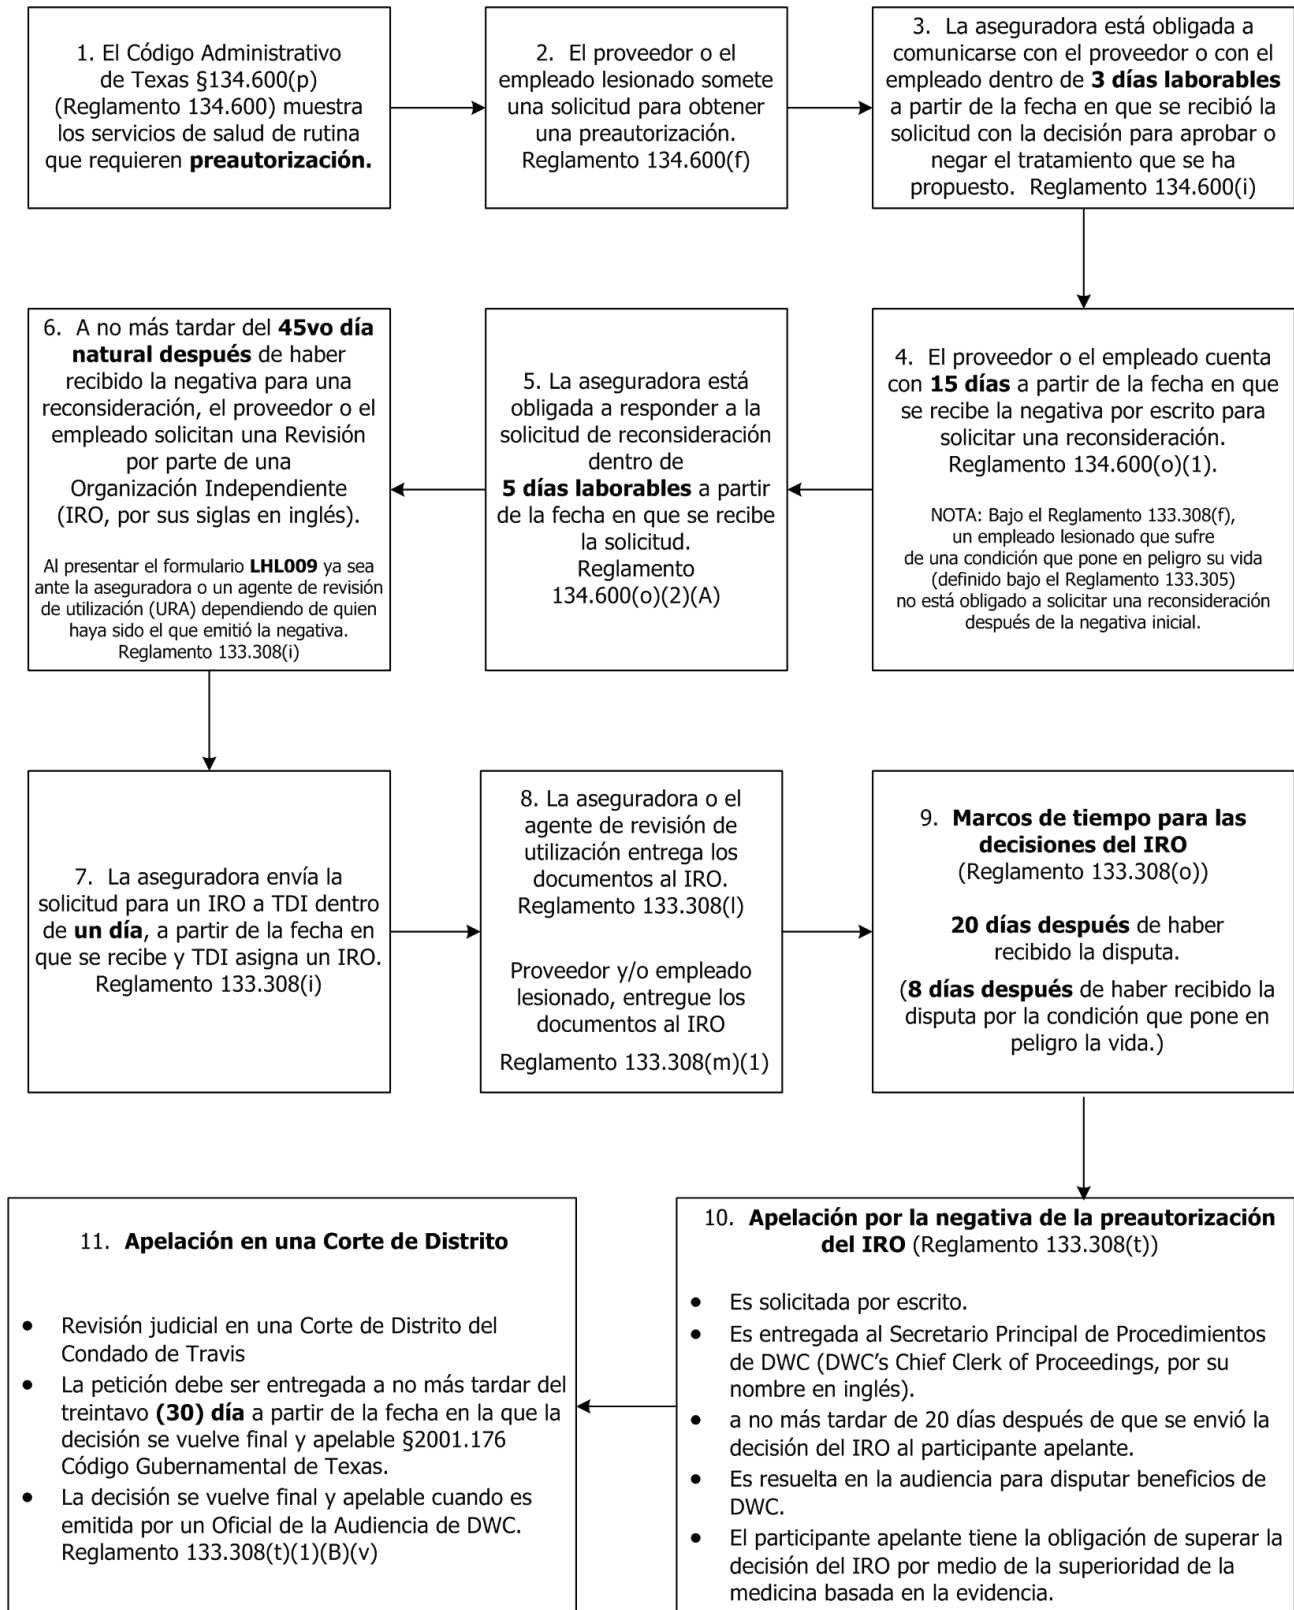 1. El Código Administrativo
de Texas §134.600(p)
(Reglamento 134.600) muestra
los servicios de salud de rutina
que requieren preautorización.
2. El proveedor o el
empleado lesionado somete
una solicitud para obtener
una preautorización.
Reglamento 134.600(f)
3. La aseguradora está obligada a
comunicarse con el proveedor o con el
empleado dentro de 3 días laborables
a partir de la fecha en que se recibió la
solicitud con la decisión para aprobar o
negar el tratamiento que se ha
propuesto. Reglamento 134.600(i)
4. El proveedor o el empleado cuenta
con 15 días a partir de la fecha en que
se recibe la negativa por escrito para
solicitar una reconsideración.
Reglamento 134.600(o)(1).
NOTA: Bajo el Reglamento 133.308(f),
un empleado lesionado que sufre
de una condición que pone en peligro su vida
(definido bajo el Reglamento 133.305)
no está obligado a solicitar una reconsideración
después de la negativa inicial.
5. La aseguradora está
obligada a responder a la
solicitud de reconsideración
dentro de
5 días laborables a partir
de la fecha en que se recibe
la solicitud.
Reglamento
134.600(o)(2)(A)
6. A no más tardar del 45vo día
natural después de haber
recibido la negativa para una
reconsideración, el proveedor o el
empleado solicitan una Revisión
por parte de una
Organización Independiente
(IRO, por sus siglas en inglés).
Al presentar el formulario LHL009 ya sea
ante la aseguradora o un agente de revisión
de utilización (URA) dependiendo de quien
haya sido el que emitió la negativa.
Reglamento 133.308(i)
7. La aseguradora envía la
solicitud para un IRO a TDI dentro
de un día, a partir de la fecha en
que se recibe y TDI asigna un IRO.
Reglamento 133.308(i)
8. La aseguradora o el
agente de revisión de
utilización entrega los
documentos al IRO.
Reglamento 133.308(l)
Proveedor y/o empleado
lesionado, entregue los
documentos al IRO
Reglamento 133.308(m)(1)
9. Marcos de tiempo para las
decisiones del IRO
(Reglamento 133.308(o))
20 días después de haber
recibido la disputa.
(8 días después de haber recibido la
disputa por la condición que pone en
peligro la vida.)
10. Apelación por la negativa de la preautorización
del IRO (Reglamento 133.308(t))
• Es solicitada por escrito.
• Es entregada al Secretario Principal de Procedimientos
de DWC (DWC's Chief Clerk of Proceedings, por su
nombre en inglés).
• a no más tardar de 20 días después de que se envió la
decisión del IRO al participante apelante.
• Es resuelta en la audiencia para disputar beneficios de
DWC.
• El participante apelante tiene la obligación de superar la
decisión del IRO por medio de la superioridad de la
medicina basada en la evidencia.
11. Apelación en una Corte de Distrito
• Revisión judicial en una Corte de Distrito del
Condado de Travis
• La petición debe ser entregada a no más tardar del
treintavo (30) día a partir de la fecha en la que la
decisión se vuelve final y apelable §2001.176
Código Gubernamental de Texas.
• La decisión se vuelve final y apelable cuando es
emitida por un Oficial de la Audiencia de DWC.
Reglamento 133.308(t)(1)(B)(v)